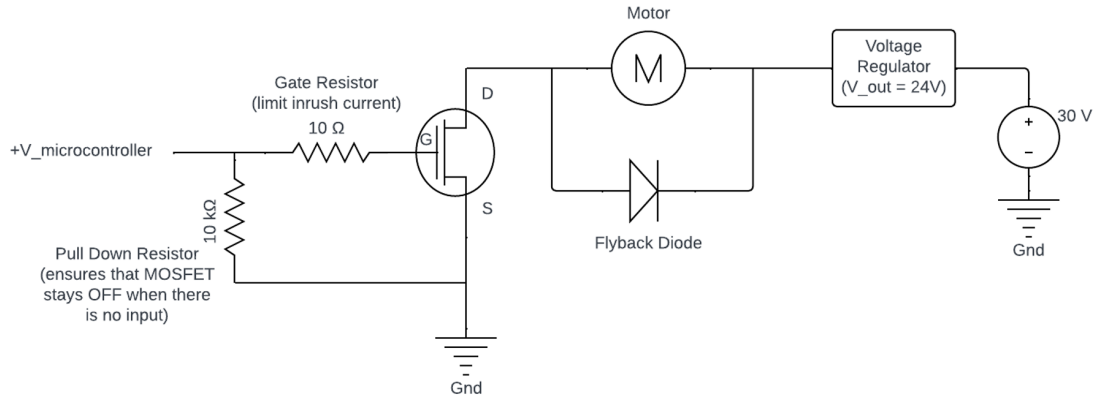 Motor
M
Voltage
Regulator
(V_out = 24V)
30 V
+
−
Gnd
Gate Resistor
(limit inrush current)
10 Ω
D
G
S
+V_microcontroller
10 kΩ
Pull Down Resistor
(ensures that MOSFET
stays OFF when there
is no input)
Flyback Diode
Gnd